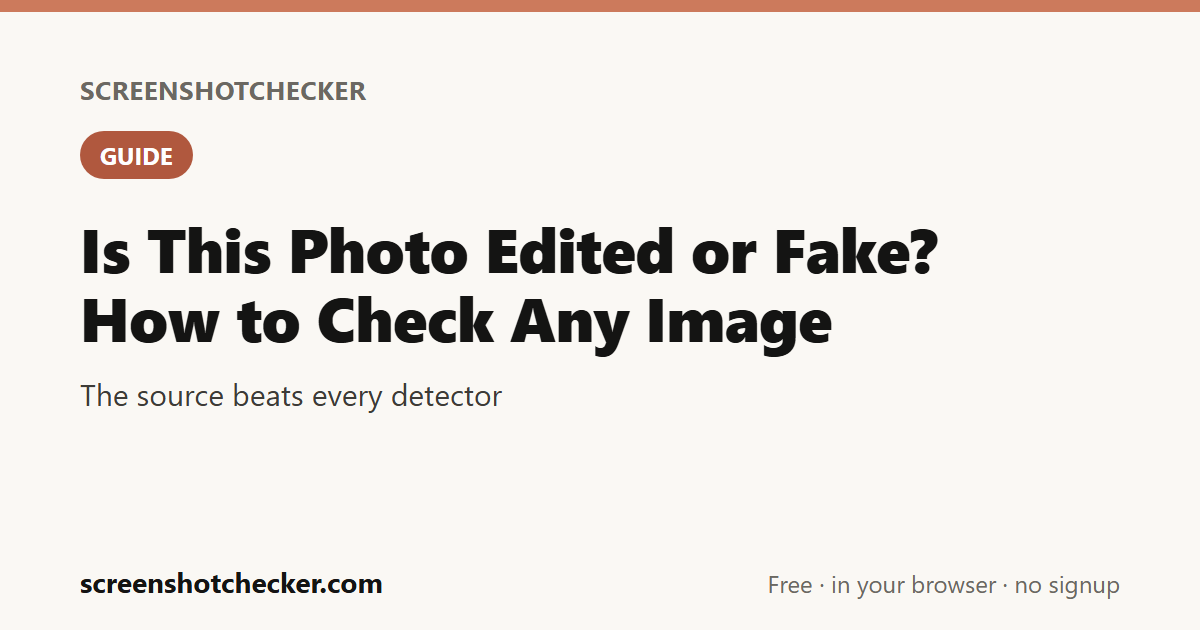 SCREENSHOTCHECKER
GUIDE
Is This Photo Edited or Fake?
How to Check Any Image
The source beats every detector
screenshotchecker.com
Free · in your browser · no signup